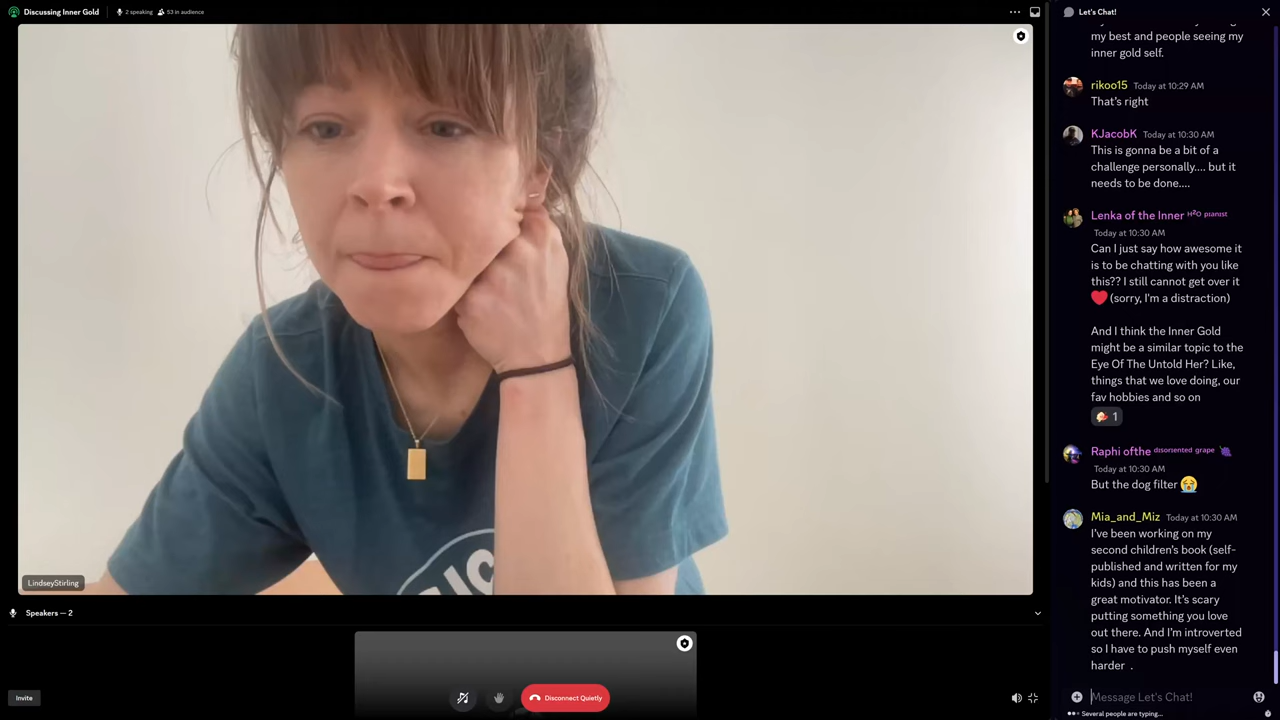 Discussing Inner Gold
2 speaking
53 in audience
Let's Chat!
my best and people seeing my
inner gold self.
rikoo15 Today at 10:29 AM
That's right
KJacobK Today at 10:30 AM
This is gonna be a bit of a
challenge personally.... but it
needs to be done....
Lenka of the Inner H²O pianist
Today at 10:30 AM
Can I just say how awesome it
is to be chatting with you like
this?? I still cannot get over it
❤️ (sorry, I'm a distraction)
And I think the Inner Gold
might be a similar topic to the
Eye Of The Untold Her? Like,
things that we love doing, our
fav hobbies and so on
1
Raphi ofthe disorsented grape 🍇
Today at 10:30 AM
But the dog filter 😭
Mia_and_Miz Today at 10:30 AM
I've been working on my
second children's book (self-
published and written for my
kids) and this has been a
great motivator. It's scary
putting something you love
out there. And I'm introverted
so I have to push myself even
harder .
LindseyStirling
Speakers — 2
Invite
Disconnect Quietly
Message Let's Chat!
Several people are typing...